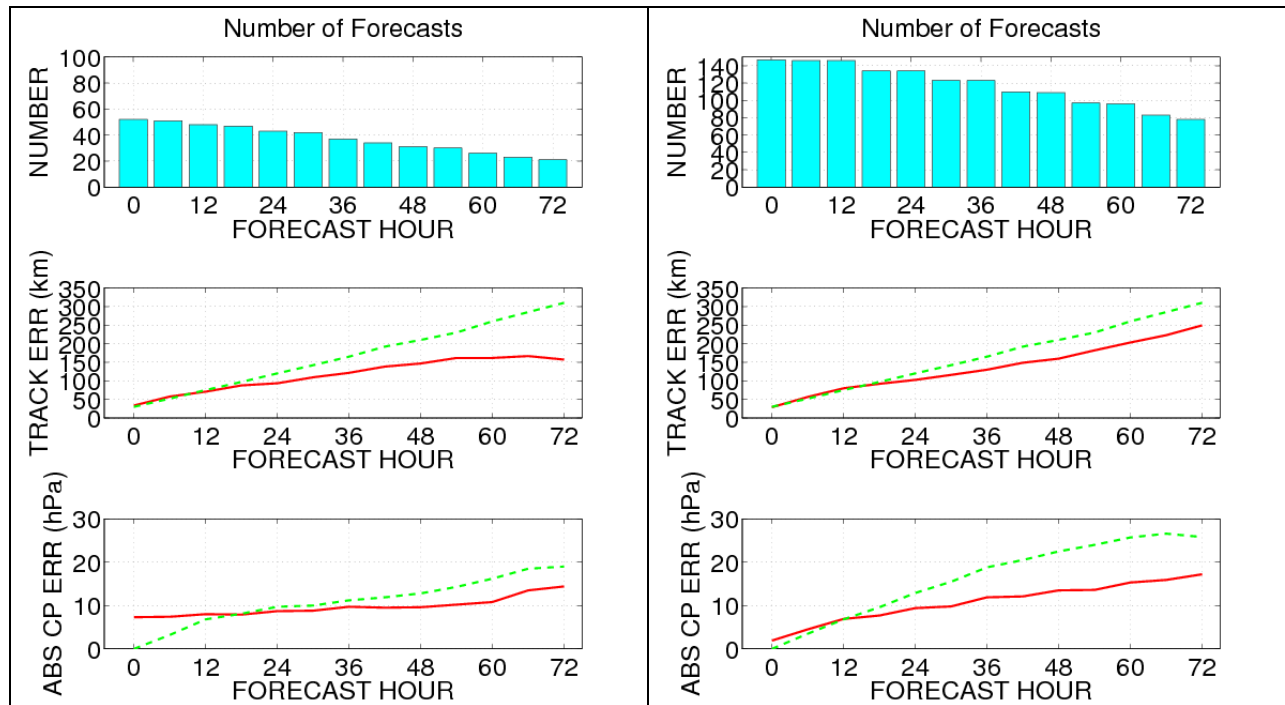 Number of Forecasts
NUMBER
100
80
60
40
20
0
0 12 24 36 48 60 72
FORECAST HOUR
TRACK ERR (km)
350
300
250
200
150
100
50
0
0 12 24 36 48 60 72
FORECAST HOUR
ABS CP ERR (hPa)
30
20
10
0
0 12 24 36 48 60 72
FORECAST HOUR
Number of Forecasts
NUMBER
140
120
100
80
60
40
20
0
0 12 24 36 48 60 72
FORECAST HOUR
TRACK ERR (km)
350
300
250
200
150
100
50
0
0 12 24 36 48 60 72
FORECAST HOUR
ABS CP ERR (hPa)
30
20
10
0
0 12 24 36 48 60 72
FORECAST HOUR